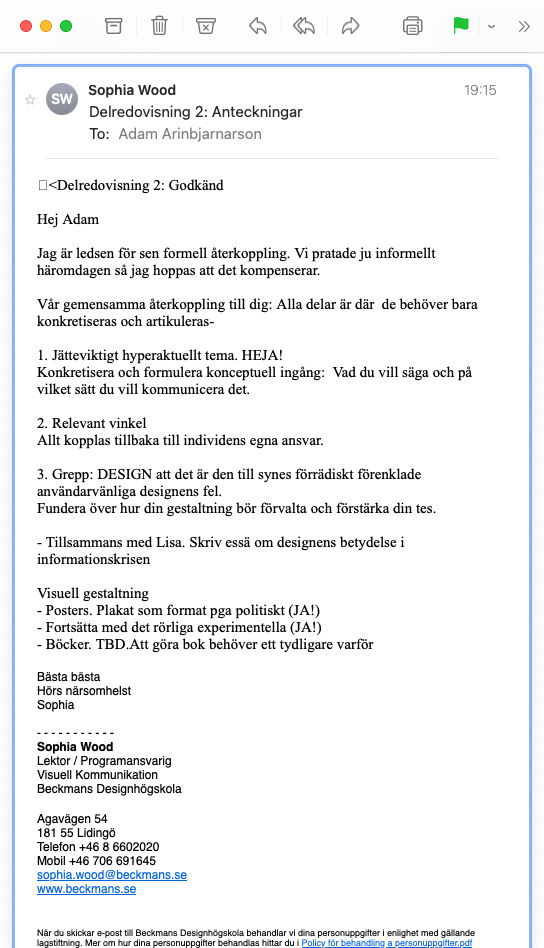 SW
Sophia Wood
19:15
Delredovisning 2: Anteckningar
To: Adam Arinbjarnarson
<Delredovisning 2: Godkänd
Hej Adam
Jag är ledsen för sen formell återkoppling. Vi pratade ju informellt
häromdagen så jag hoppas att det kompenserar.
Vår gemensamma återkoppling till dig: Alla delar är där  de behöver bara
konkretiseras och artikuleras-
1. Jätteviktigt hyperaktuellt tema. HEJA!
Konkretisera och formulera konceptuell ingång:  Vad du vill säga och på
vilket sätt du vill kommunicera det.
2. Relevant vinkel
Allt kopplas tillbaka till individens egna ansvar.
3. Grepp: DESIGN att det är den till synes förrädiskt förenklade
användarvänliga designens fel.
Fundera över hur din gestaltning bör förvalta och förstärka din tes.
- Tillsammans med Lisa. Skriv essä om designens betydelse i
informationskrisen
Visuell gestaltning
- Posters. Plakat som format pga politiskt (JA!)
- Fortsätta med det rörliga experimentella (JA!)
- Böcker. TBD.Att göra bok behöver ett tydligare varför
Bästa bästa
Hörs närsomhelst
Sophia
- - - - - - - - - - -
Sophia Wood
Lektor / Programansvarig
Visuell Kommunikation
Beckmans Designhögskola
Agavägen 54
181 55 Lidingö
Telefon +46 8 6602020
Mobil +46 706 691645
sophia.wood@beckmans.se
www.beckmans.se
När du skickar e-post till Beckmans Designhögskola behandlar vi dina personuppgifter i enlighet med gällande
lagstiftning. Mer om hur dina personuppgifter behandlas hittar du i Policy för behandling a personuppgifter.pdf